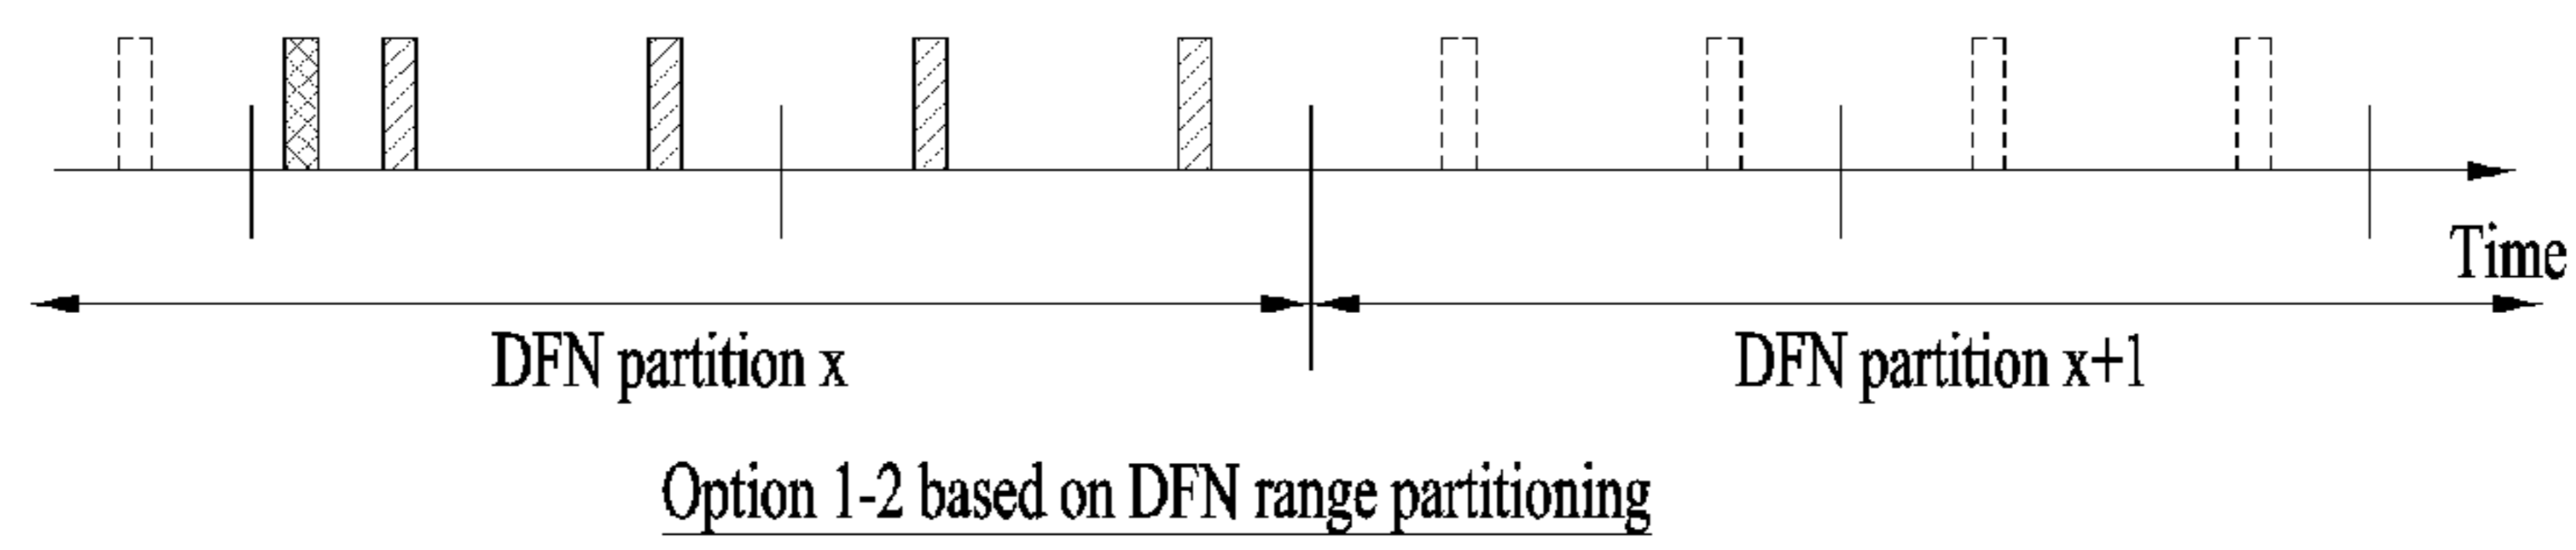 Time
DFN partition x
DFN partition x+1
Option 1-2 based on DFN range partitioning